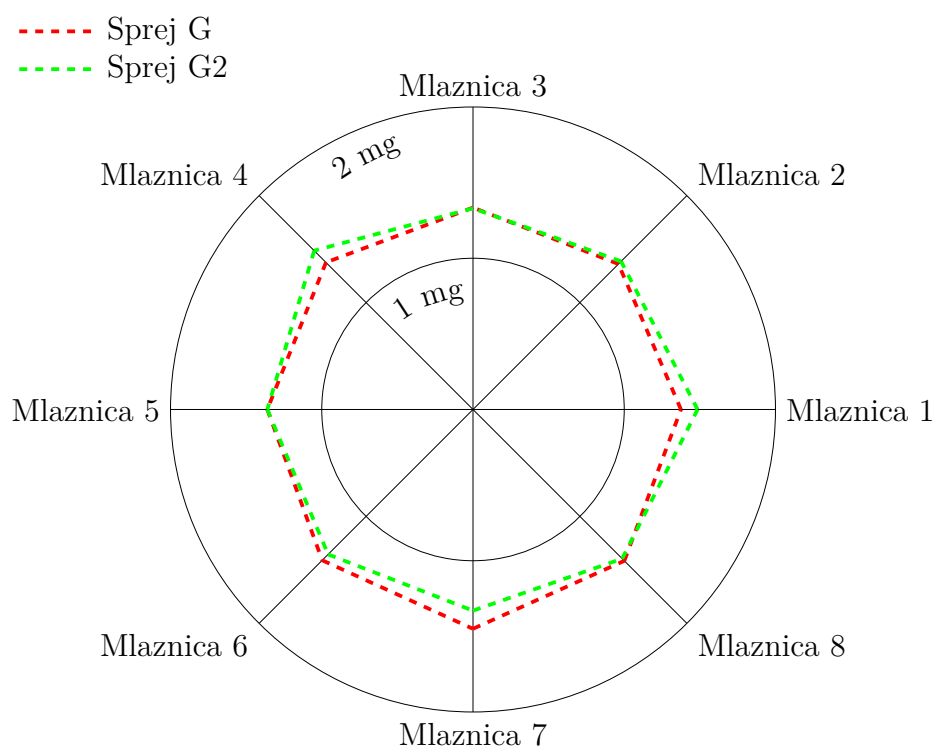 Sprej G
Sprej G2
Mlaznica 3
2 mg
Mlaznica 4
Mlaznica 2
1 mg
Mlaznica 5
Mlaznica 1
Mlaznica 6
Mlaznica 8
Mlaznica 7